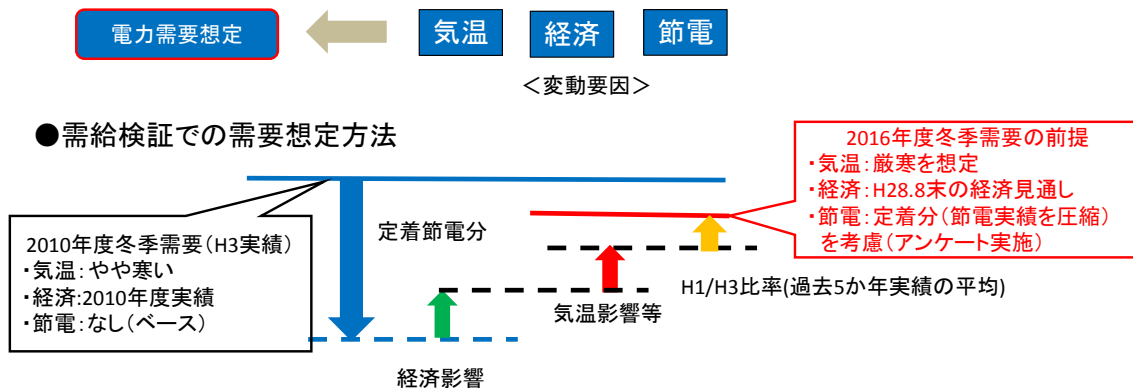 電力需要想定
気温
経済
節電
＜変動要因＞
●需給検証での需要想定方法
2016年度冬季需要の前提
・気温：厳寒を想定
・経済：H28.8末の経済見通し
・節電：定着分（節電実績を圧縮）
を考慮（アンケート実施）
2010年度冬季需要（H3実績）
・気温：やや寒い
・経済:2010年度実績
・節電：なし（ベース）
定着節電分
H1/H3比率(過去5か年実績の平均)
気温影響等
経済影響